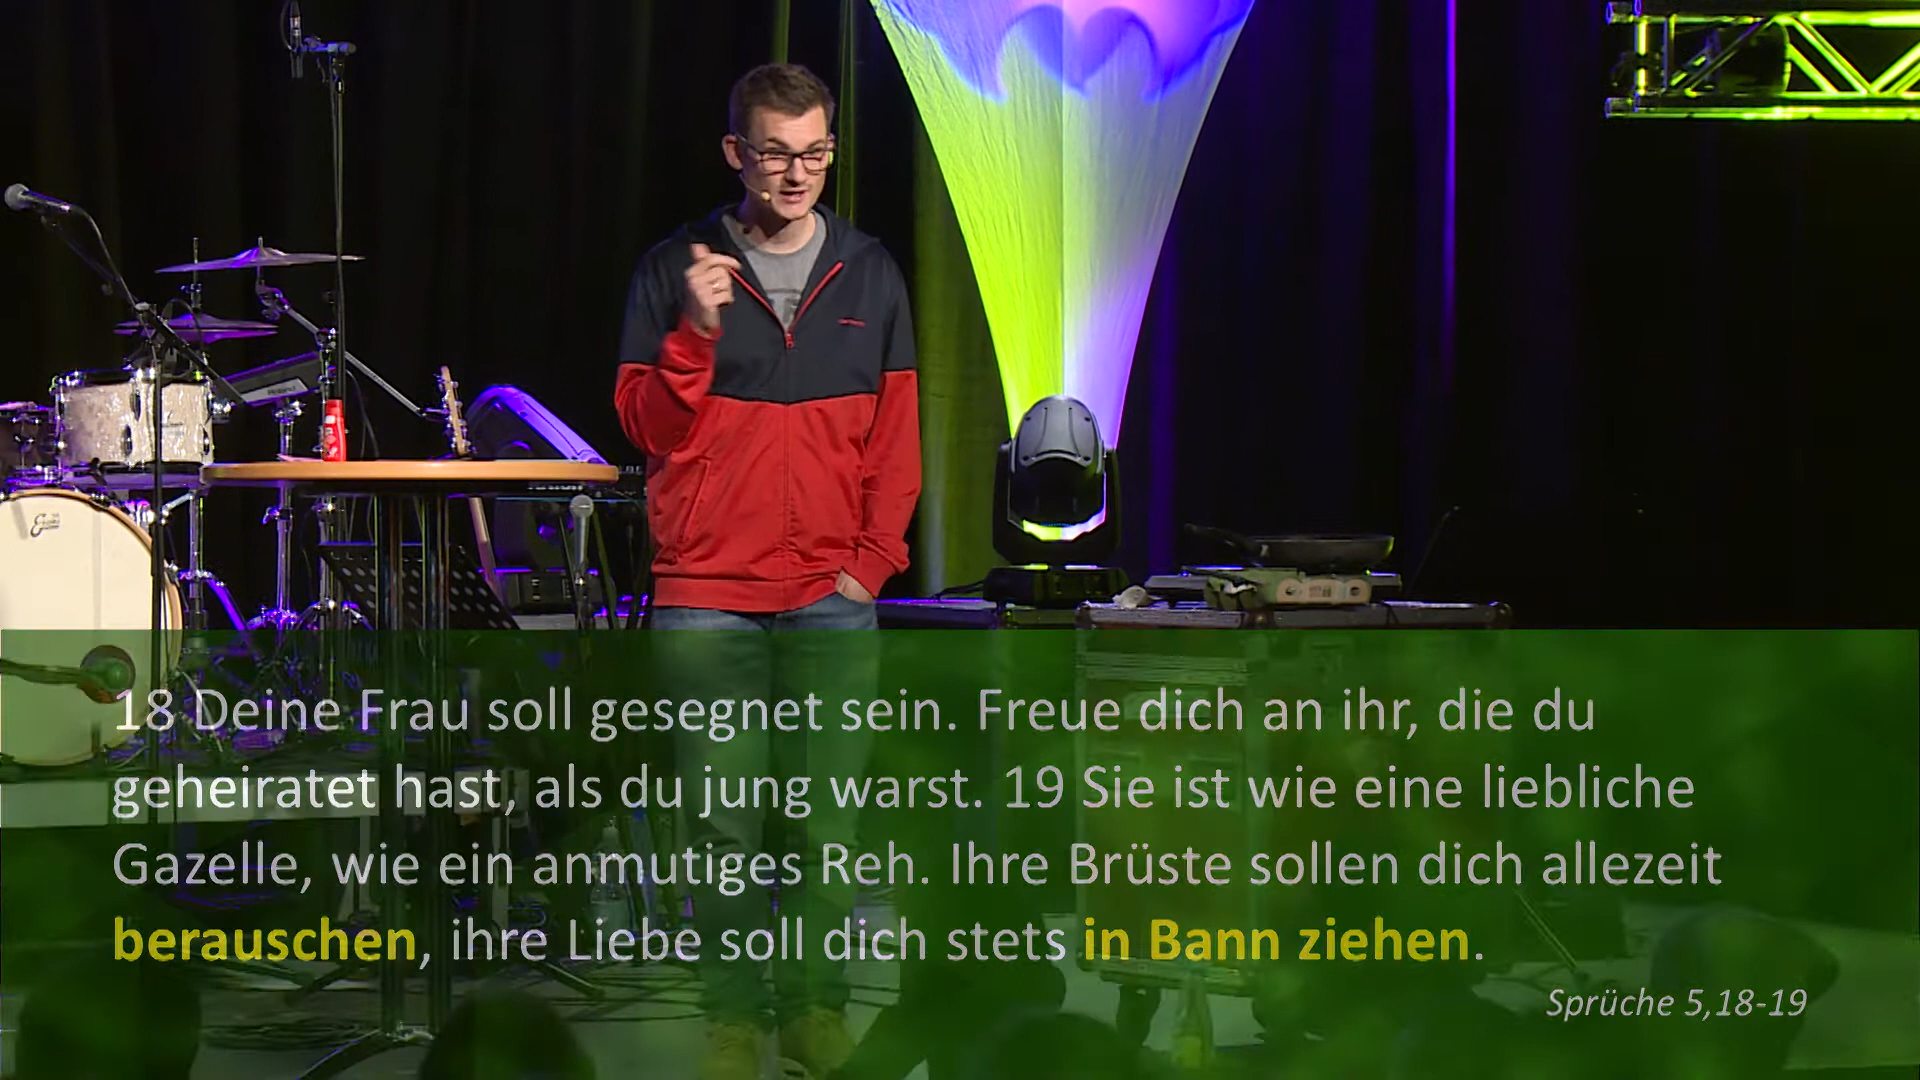 Roland
18 Deine Frau soll gesegnet sein. Freue dich an ihr, die du
geheiratet hast, als du jung warst. 19 Sie ist wie eine liebliche
Gazelle, wie ein anmutiges Reh. Ihre Brüste sollen dich allezeit
berauschen, ihre Liebe soll dich stets in Bann ziehen.
Sprüche 5,18-19